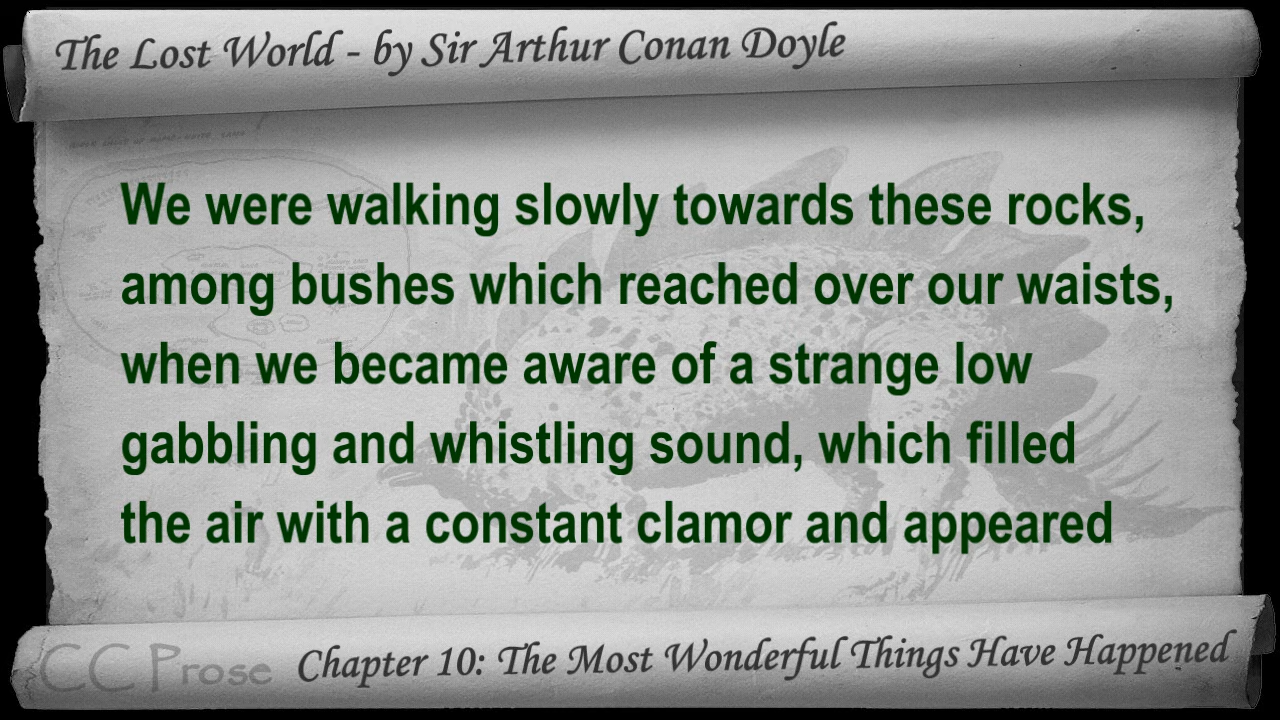 The Lost World - by Sir Arthur Conan Doyle
We were walking slowly towards these rocks,
among bushes which reached over our waists,
when we became aware of a strange low
gabbling and whistling sound, which filled
the air with a constant clamor and appeared
CC Prose
Chapter 10: The Most Wonderful Things Have Happened